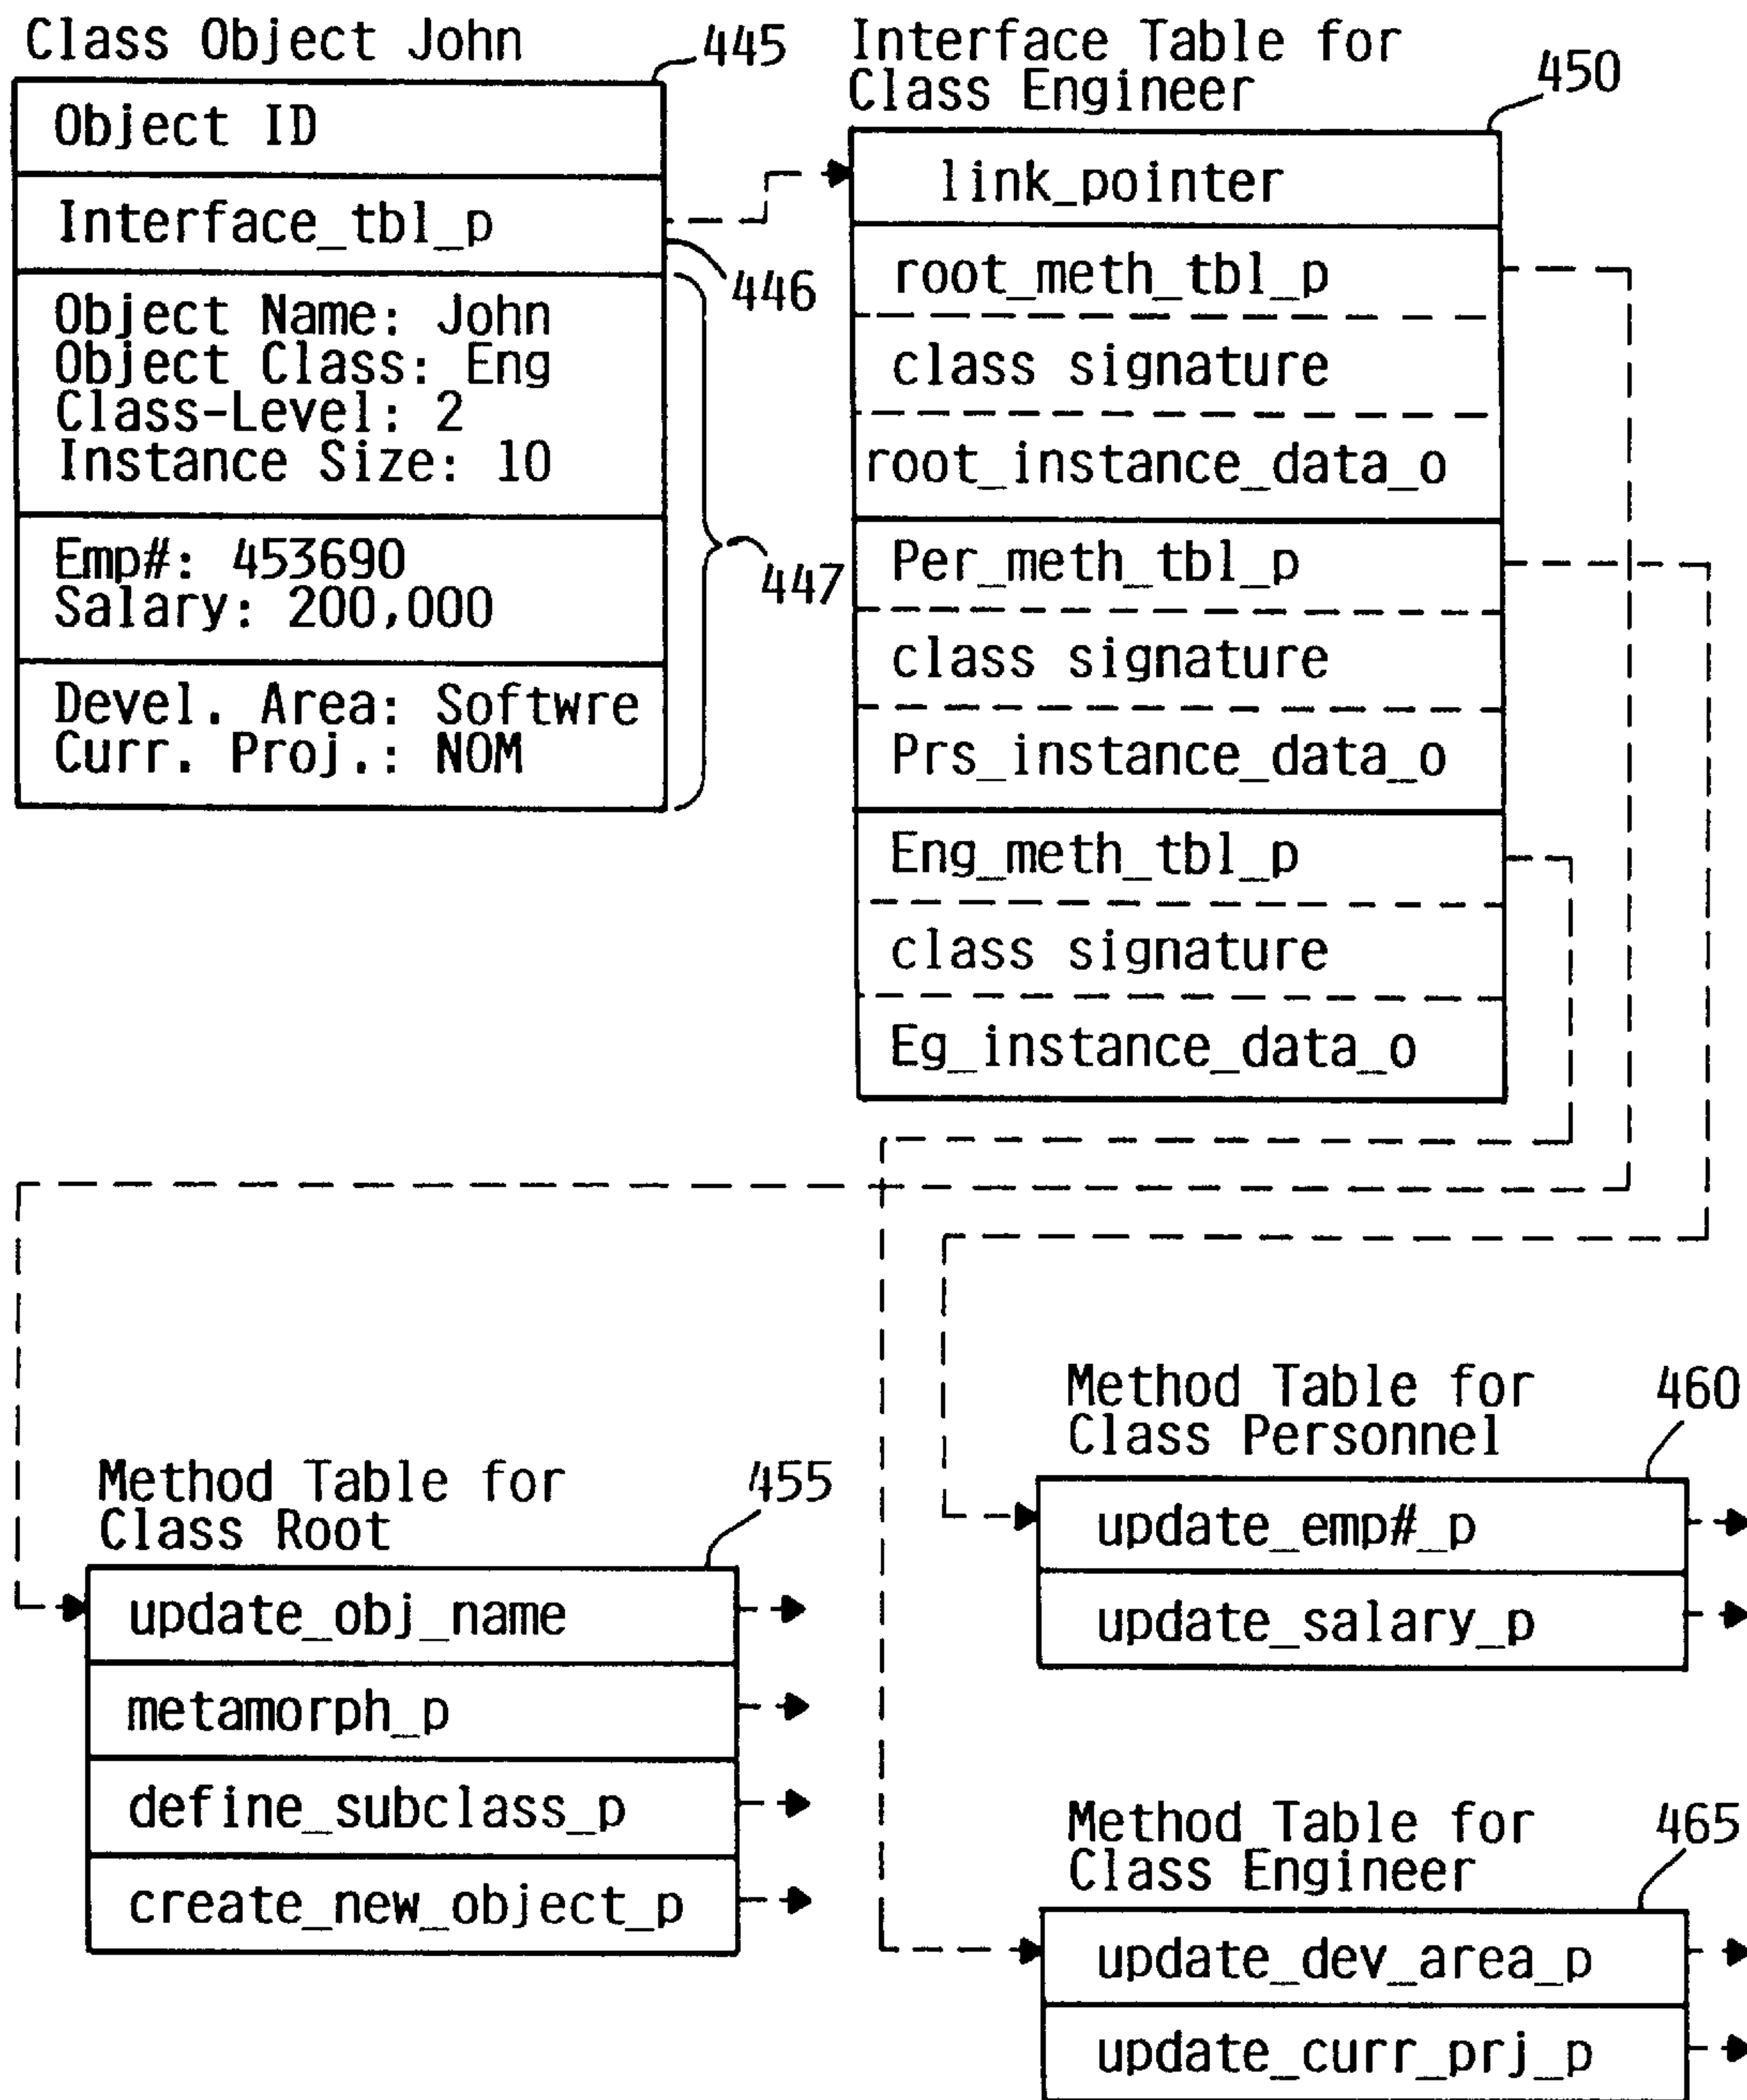 Class Object John
445
Object ID
Interface_tbl_p
446
Object Name: John
Object Class: Eng
Class-Level: 2
Instance Size: 10
Emp#: 453690
Salary: 200,000
447
Devel. Area: Softwre
Curr. Proj.: NOM
Interface Table for
Class Engineer
450
link_pointer
root_meth_tbl_p
class signature
root_instance_data_o
Per_meth_tbl_p
class signature
Prs_instance_data_o
Eng_meth_tbl_p
class signature
Eg_instance_data_o
Method Table for
Class Root
455
update_obj_name
metamorph_p
define_subclass_p
create_new_object_p
Method Table for
Class Personnel
460
update_emp#_p
update_salary_p
Method Table for
Class Engineer
465
update_dev_area_p
update_curr_prj_p